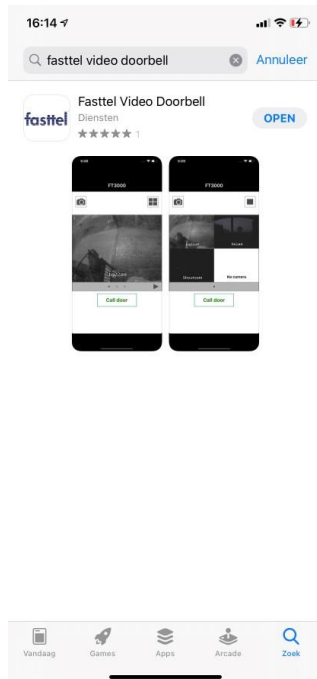 16:14
fasttel video doorbell
Annuleer
fasttel
Fasttel Video Doorbell
Diensten
★★★★★ 1
OPEN
FT3000
FT3000
Showroom
No camera
Call door
Call door
Vandaag
Games
Apps
Arcade
Zoek